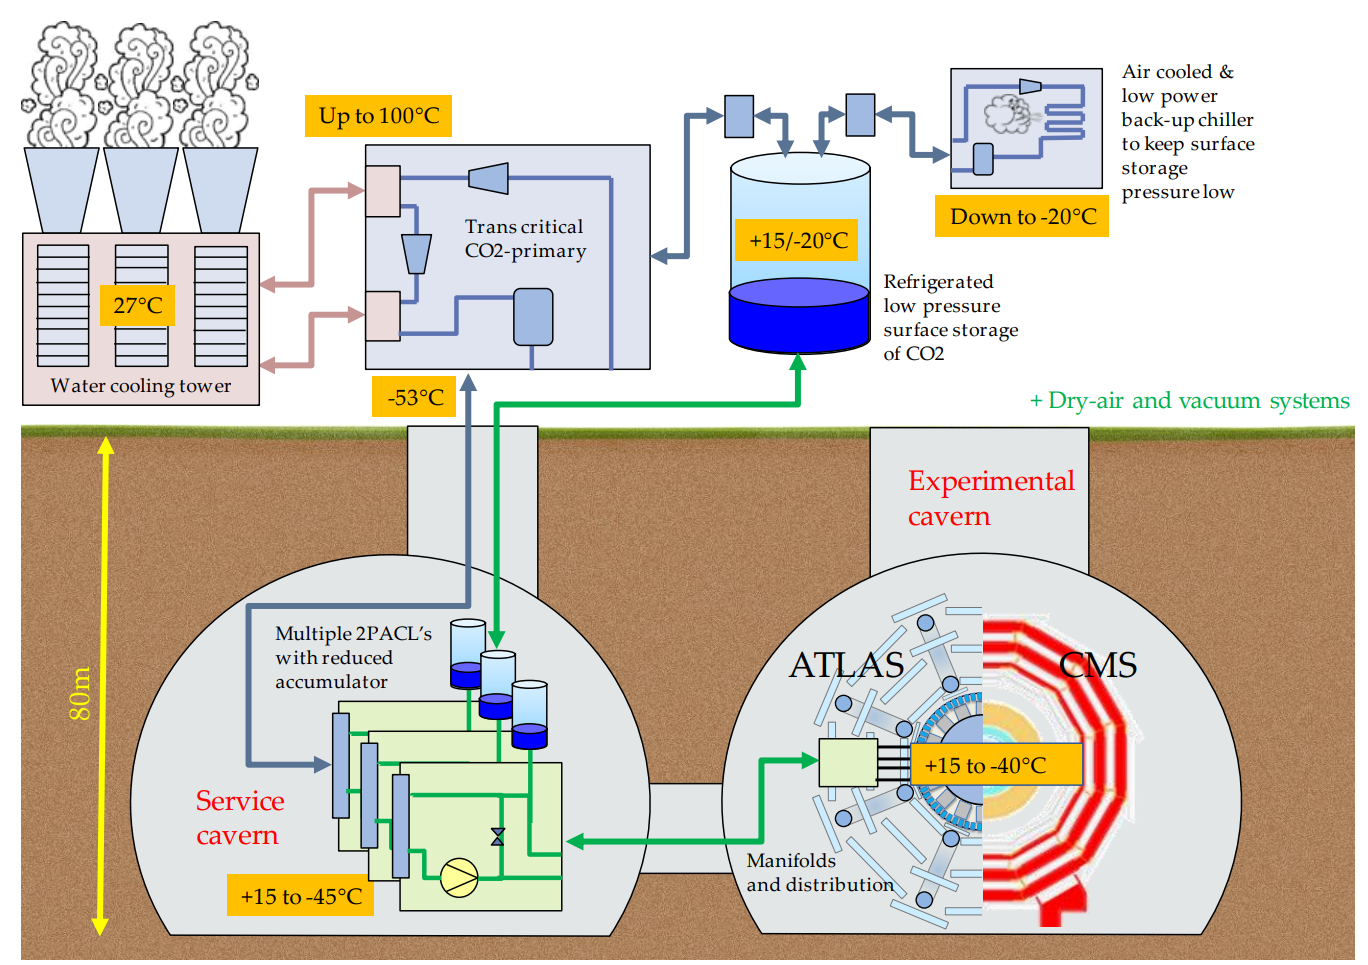 Up to 100°C
Air cooled &
low power
back-up chiller
to keep surface
storage
pressure low
Down to -20°C
Trans critical
CO2-primary
+15/-20°C
27°C
Refrigerated
low pressure
surface storage
of CO2
Water cooling tower
-53°C
+ Dry-air and vacuum systems
Experimental
cavern
80m
Multiple 2PACL's
with reduced
accumulator
ATLAS
CMS
+15 to -40°C
Service
cavern
Manifolds
and distribution
+15 to -45°C